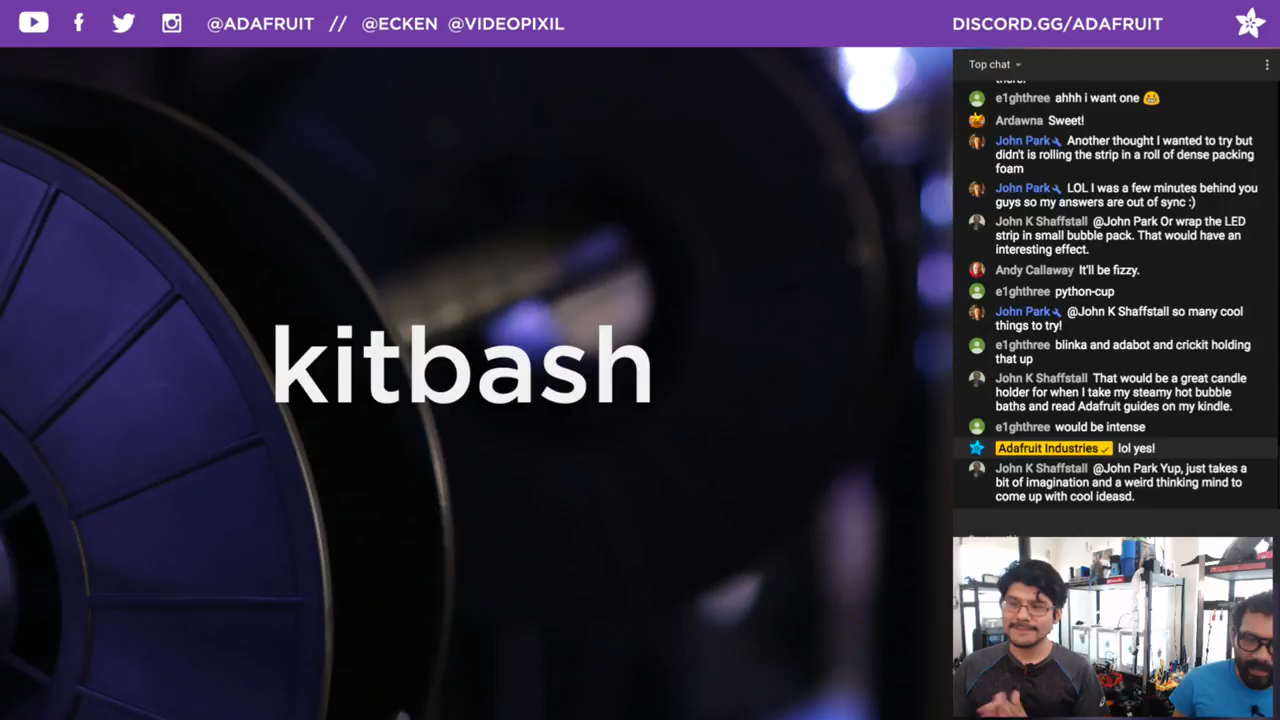 @ADAFRUIT // @ECKEN @VIDEOPIXIL
DISCORD.GG/ADAFRUIT
kitbash
Top chat
there!
e1ghthree ahhh i want one
Ardawna Sweet!
John Park Another thought I wanted to try but
didn't is rolling the strip in a roll of dense packing
foam
John Park LOL I was a few minutes behind you
guys so my answers are out of sync :)
John K Shaffstall @John Park Or wrap the LED
strip in small bubble pack. That would have an
interesting effect.
Andy Callaway It'll be fizzy.
e1ghthree python-cup
John Park @John K Shaffstall so many cool
things to try!
e1ghthree blinka and adabot and crickit holding
that up
John K Shaffstall That would be a great candle
holder for when I take my steamy hot bubble
baths and read Adafruit guides on my kindle.
e1ghthree would be intense
Adafruit Industries lol yes!
John K Shaffstall @John Park Yup, just takes a
bit of imagination and a weird thinking mind to
come up with cool ideasd.